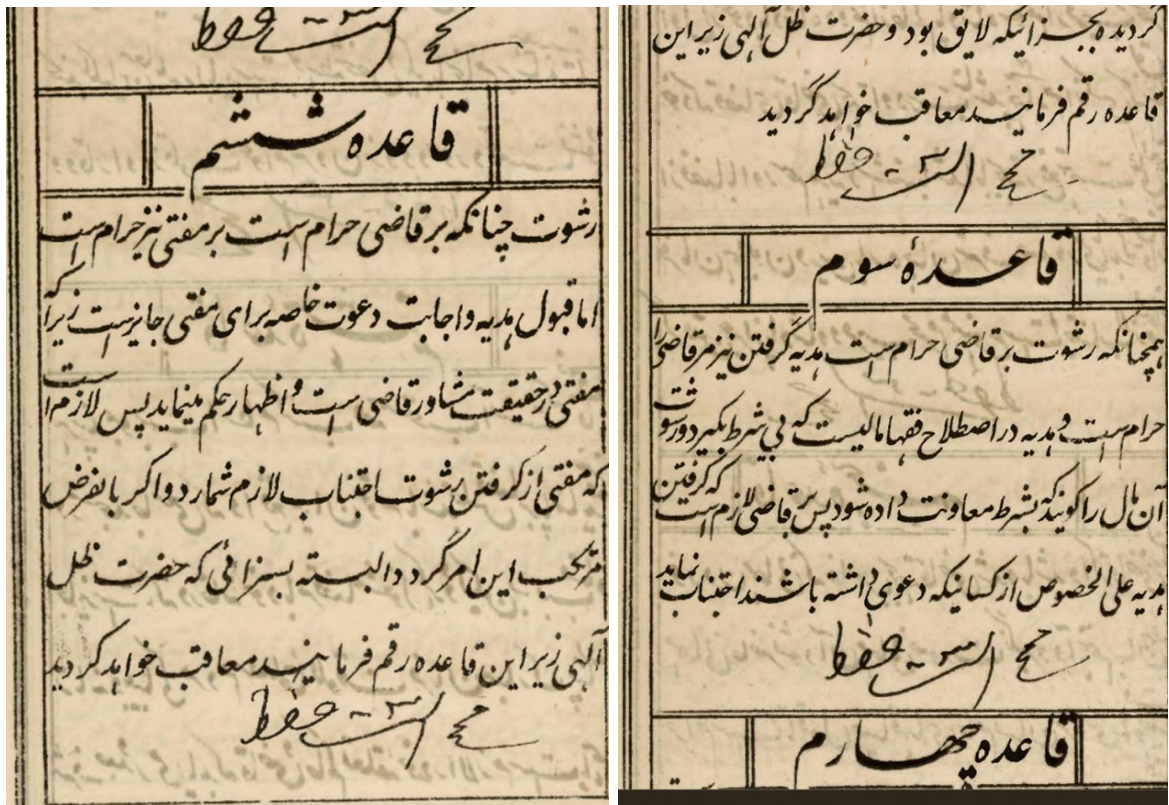 گردیده بجزائیکه لایق بود و حضرت ظل آلهی زیر این
قاعده رقم فرمایند معاقب خواهد گردید
قاعدهٔ سوم
همچنانکه رشوت بر قاضی حرام است هدیه گرفتن نیز مر قاضی را
حرام است و هدیه در اصطلاح فقها مالیست که بی شرط بگیرد و رشوت
آن مال را گویند که بشرط معاونت داده شود پس بر قاضی لازم است که گرفتن
هدیه علی الخصوص از کسانیکه دعوی داشته باشند اجتناب نماید
قاعده چهارم
قاعده ششم
رشوت چنانکه بر قاضی حرام است بر مفتی نیز حرام است
اما قبول هدیه و اجابت دعوت خاصه برای مفتی جایز است زیرا که
مفتی در حقیقت مشاور قاضی است و اظهار حکم مینماید پس لازم است
که مفتی از گرفتن رشوت اجتناب لازم شمارد و اگر بالفرض
مرتکب این امر گردد البسته بسزائی که حضرت ظل
آلهی زیر این قاعده رقم فرمایند معاقب خواهد گردید